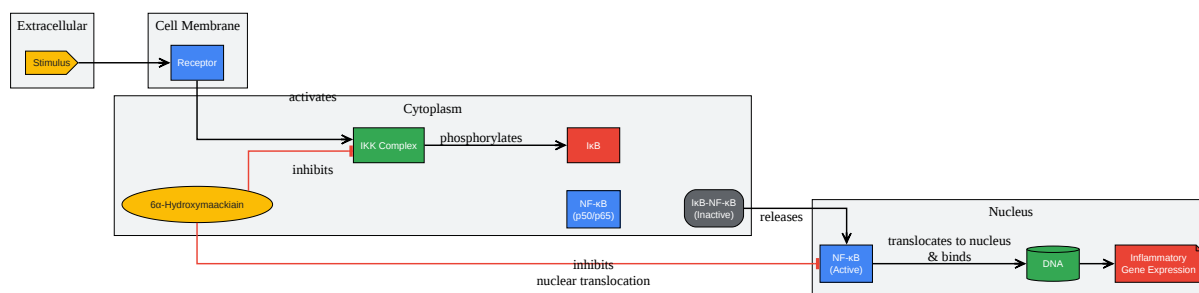 Extracellular
Stimulus
Cell Membrane
Receptor
activates
Cytoplasm
IKK Complex
phosphorylates
IκB
inhibits
6α-Hydroxymaackiain
NF-κB
(p50/p65)
IκB-NF-κB
(Inactive)
releases
Nucleus
NF-κB
(Active)
translocates to nucleus
& binds
DNA
Inflammatory
Gene Expression
inhibits
nuclear translocation